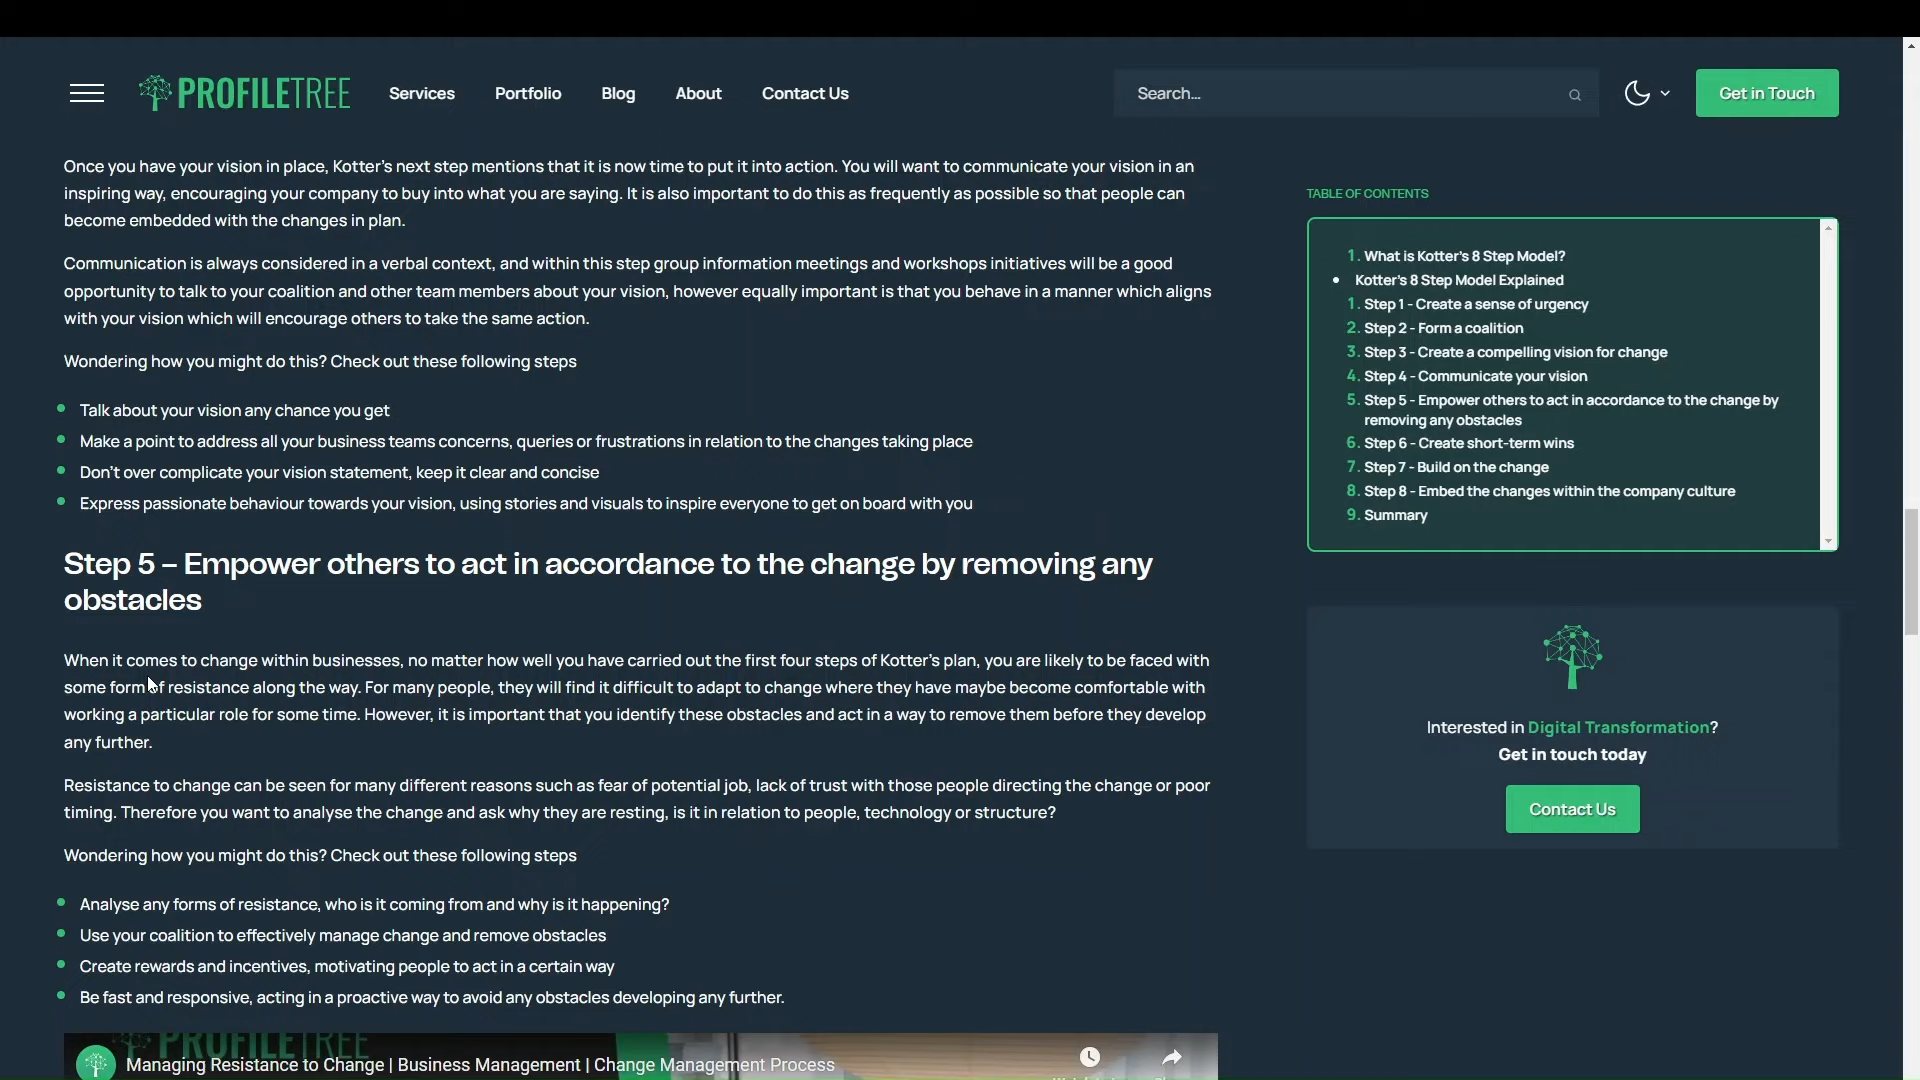 PROFILETREE
Services
Portfolio
Blog
About
Contact Us
Search...
Get in Touch
Once you have your vision in place, Kotter's next step mentions that it is now time to put it into action. You will want to communicate your vision in an
inspiring way, encouraging your company to buy into what you are saying. It is also important to do this as frequently as possible so that people can
become embedded with the changes in plan.
Communication is always considered in a verbal context, and within this step group information meetings and workshops initiatives will be a good
opportunity to talk to your coalition and other team members about your vision, however equally important is that you behave in a manner which aligns
with your vision which will encourage others to take the same action.
Wondering how you might do this? Check out these following steps
Talk about your vision any chance you get
Make a point to address all your business teams concerns, queries or frustrations in relation to the changes taking place
Don't over complicate your vision statement, keep it clear and concise
Express passionate behaviour towards your vision, using stories and visuals to inspire everyone to get on board with you
Step 5 – Empower others to act in accordance to the change by removing any
obstacles
When it comes to change within businesses, no matter how well you have carried out the first four steps of Kotter's plan, you are likely to be faced with
some form of resistance along the way. For many people, they will find it difficult to adapt to change where they have maybe become comfortable with
working a particular role for some time. However, it is important that you identify these obstacles and act in a way to remove them before they develop
any further.
Resistance to change can be seen for many different reasons such as fear of potential job, lack of trust with those people directing the change or poor
timing. Therefore you want to analyse the change and ask why they are resting, is it in relation to people, technology or structure?
Wondering how you might do this? Check out these following steps
Analyse any forms of resistance, who is it coming from and why is it happening?
Use your coalition to effectively manage change and remove obstacles
Create rewards and incentives, motivating people to act in a certain way
Be fast and responsive, acting in a proactive way to avoid any obstacles developing any further.
PROFILETREE
Managing Resistance to Change | Business Management | Change Management Process
TABLE OF CONTENTS
1. What is Kotter's 8 Step Model?
Kotter's 8 Step Model Explained
1. Step 1 - Create a sense of urgency
2. Step 2 - Form a coalition
3. Step 3 - Create a compelling vision for change
4. Step 4 - Communicate your vision
5. Step 5 - Empower others to act in accordance to the change by
removing any obstacles
6. Step 6 - Create short-term wins
7. Step 7 - Build on the change
8. Step 8 - Embed the changes within the company culture
9. Summary
Interested in Digital Transformation?
Get in touch today
Contact Us